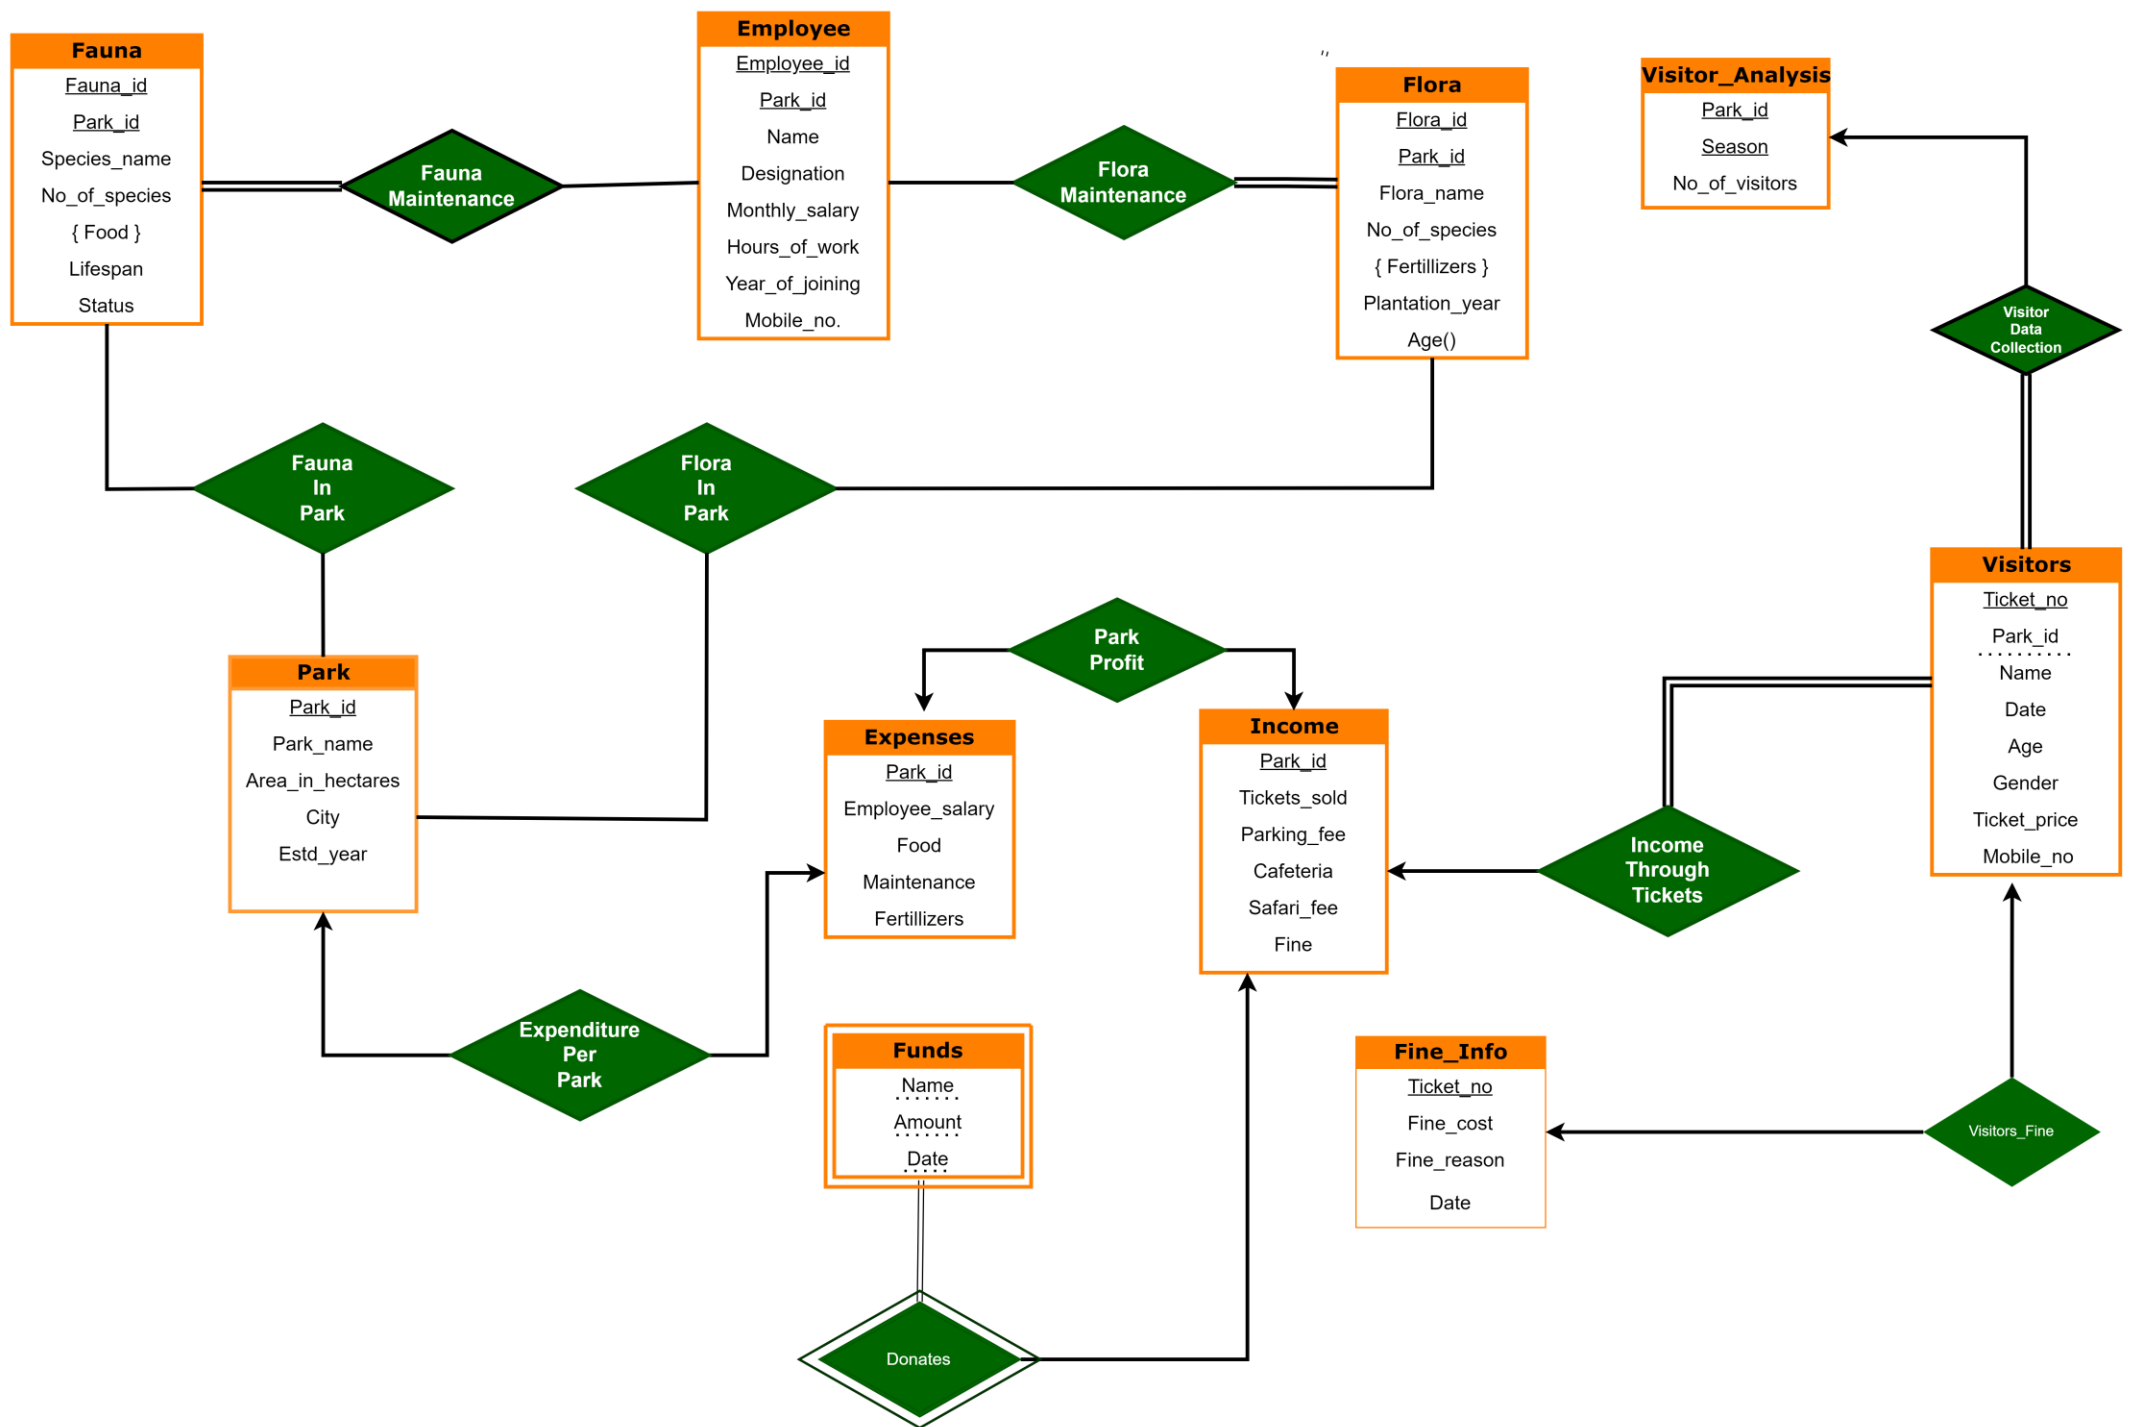 Fauna
Fauna_id
Park_id
Species_name
No_of_species
{ Food }
Lifespan
Status
Fauna
Maintenance
Employee
Employee_id
Park_id
Name
Designation
Monthly_salary
Hours_of_work
Year_of_joining
Mobile_no.
Flora
Maintenance
,,
Flora
Flora_id
Park_id
Flora_name
No_of_species
{ Fertillizers }
Plantation_year
Age()
Visitor_Analysis
Park_id
Season
No_of_visitors
Visitor
Data
Collection
Fauna
In
Park
Flora
In
Park
Park
Park_id
Park_name
Area_in_hectares
City
Estd_year
Park
Profit
Expenses
Park_id
Employee_salary
Food
Maintenance
Fertillizers
Income
Park_id
Tickets_sold
Parking_fee
Cafeteria
Safari_fee
Fine
Income
Through
Tickets
Visitors
Ticket_no
Park_id
Name
Date
Age
Gender
Ticket_price
Mobile_no
Expenditure
Per
Park
Funds
Name
Amount
Date
Fine_Info
Ticket_no
Fine_cost
Fine_reason
Date
Visitors_Fine
Donates